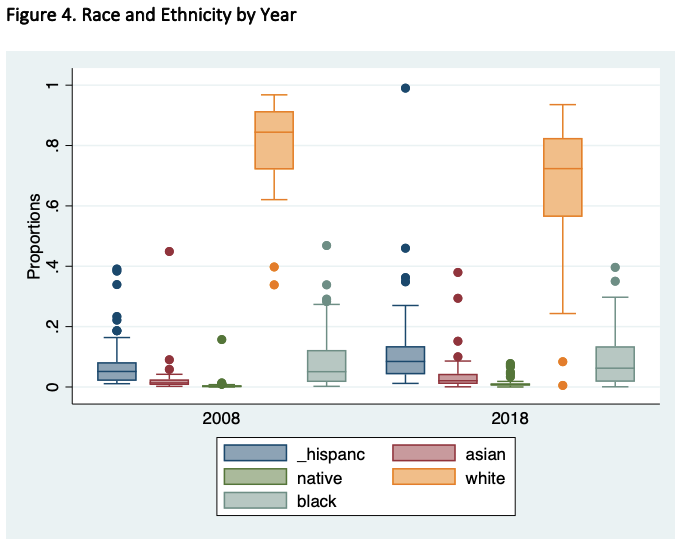 Figure 4. Race and Ethnicity by Year
Proportions
1
.8
.6
.4
.2
0
2008 2018
_hispanc asian
native white
black